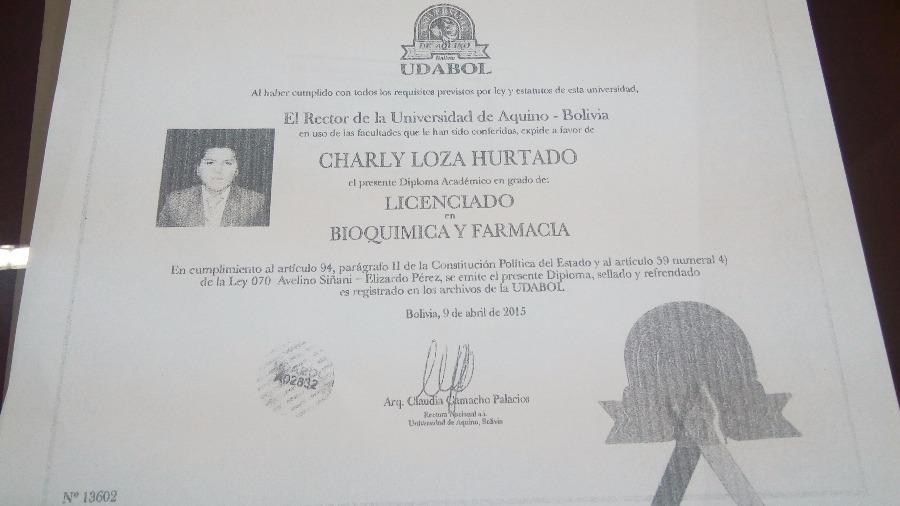 DE AQUINO
Bolivia
UDABOL
Al haber cumplido con todos los requisitos previstos por ley y estatutos de esta universidad,
El Rector de la Universidad de Aquino - Bolivia
en uso de las facultades que le han sido conferidas, expide a favor de
CHARLY LOZA HURTADO
el presente Diploma Académico en grado de:
LICENCIADO
en
BIOQUIMICA Y FARMACIA
En cumplimiento al artículo 94, parágrafo II de la Constitución Política del Estado y al artículo 59 numeral 4)
de la Ley 070 Avelino Siñani - Elizardo Pérez, se emite el presente Diploma, sellado y refrendado
es registrado en los archivos de la UDABOL
Bolivia, 9 de abril de 2015
A02832
Arq. Claudia Camacho Palacios
Rectora Nacional a.i.
Universidad de Aquino, Bolivia
Nº 13602